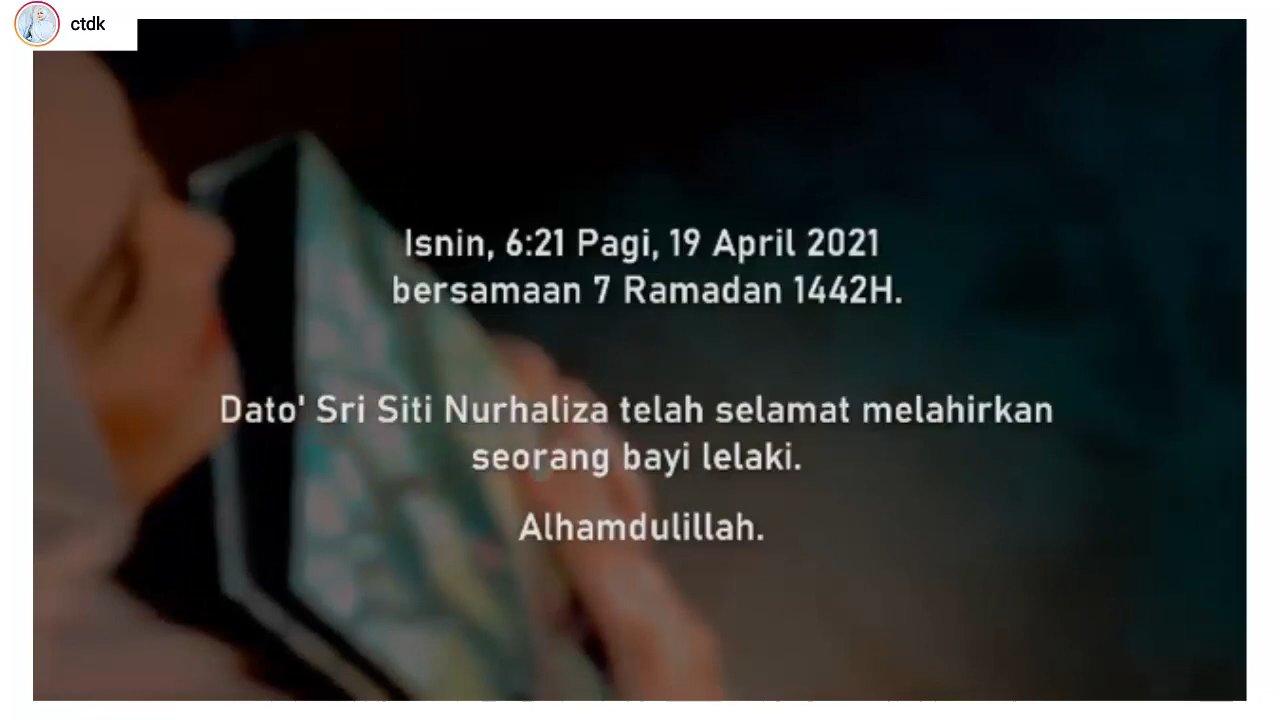 ctdk
Isnin, 6:21 Pagi, 19 April 2021
bersamaan 7 Ramadan 1442H.
Dato' Sri Siti Nurhaliza telah selamat melahirkan
seorang bayi lelaki.
Alhamdulillah.